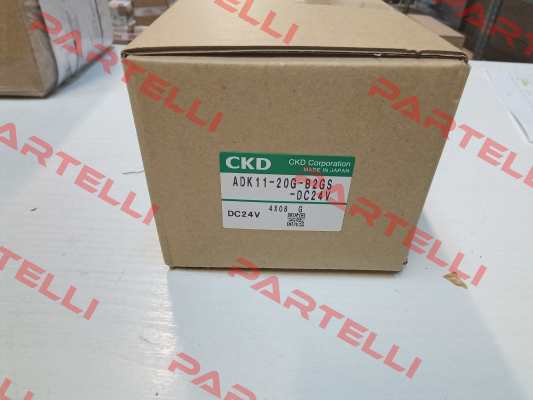 CKD
CKD Corporation
MADE IN JAPAN
ADK11-20G-B2GS
-DC24V
4X08 G
DC24V
PARTELLI
PARTELLI
PARTELLI
PARTELLI
PARTELLI
PARTELLI
PARTELLI
PARTELLI